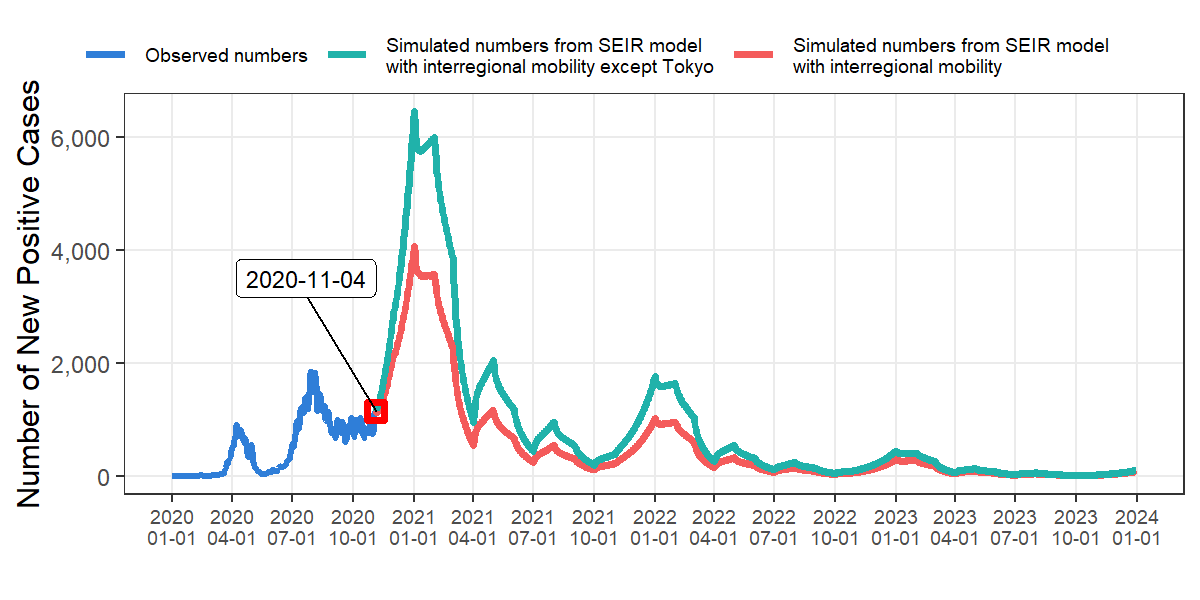 Observed numbers
Simulated numbers from SEIR model
with interregional mobility except Tokyo
Simulated numbers from SEIR model
with interregional mobility
Number of New Positive Cases
6,000
4,000
2,000
0
2020-11-04
2020 2020 2020 2020 2021 2021 2021 2021 2022 2022 2022 2022 2023 2023 2023 2023 2024
01-01 04-01 07-01 10-01 01-01 04-01 07-01 10-01 01-01 04-01 07-01 10-01 01-01 04-01 07-01 10-01 01-01